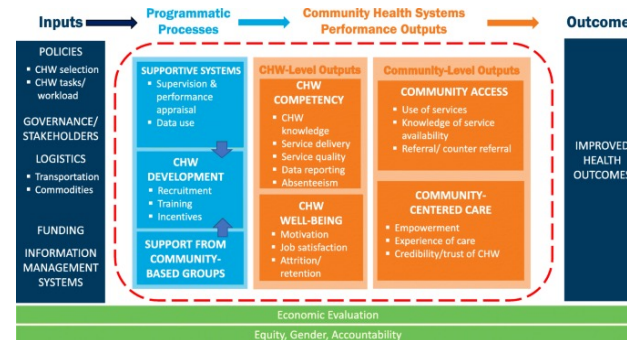 Inputs
Programmatic
Processes
Community Health Systems
Performance Outputs
Outcome
POLICIES
▪ CHW selection
▪ CHW tasks/
workload
GOVERNANCE/
STAKEHOLDERS
LOGISTICS
▪ Transportation
▪ Commodities
FUNDING
INFORMATION
MANAGEMENT
SYSTEMS
SUPPORTIVE SYSTEMS
▪ Supervision &
performance
appraisal
▪ Data use
CHW
DEVELOPMENT
▪ Recruitment
▪ Training
▪ Incentives
SUPPORT FROM
COMMUNITY-
BASED GROUPS
CHW-Level Outputs
CHW
COMPETENCY
▪ CHW
knowledge
▪ Service delivery
▪ Service quality
▪ Data reporting
▪ Absenteeism
CHW
WELL-BEING
▪ Motivation
▪ Job satisfaction
▪ Attrition/
retention
Community-Level Outputs
COMMUNITY ACCESS
▪ Use of services
▪ Knowledge of service
availability
▪ Referral/ counter referral
COMMUNITY-
CENTERED CARE
▪ Empowerment
▪ Experience of care
▪ Credibility/trust of CHW
IMPROVED
HEALTH
OUTCOMES
Economic Evaluation
Equity, Gender, Accountability